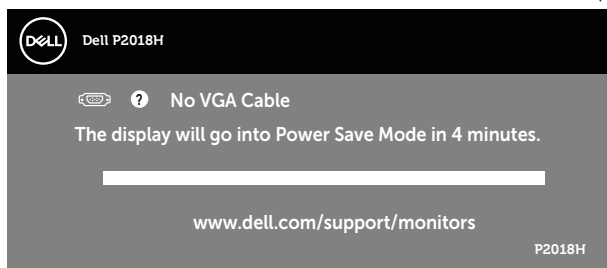 DELL Dell P2018H
? No VGA Cable
The display will go into Power Save Mode in 4 minutes.
www.dell.com/support/monitors
P2018H